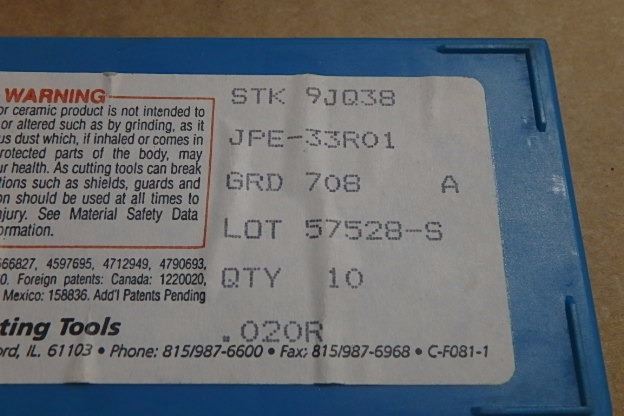 WARNING
or ceramic product is not intended to
or altered such as by grinding, as it
us dust which, if inhaled or comes in
rotected parts of the body, may
ur health. As cutting tools can break
tions such as shields, guards and
on should be used at all times to
njury. See Material Safety Data
ormation.
STK 9JQ38
JPE-33R01
GRD 708 A
LOT 57528-S
QTY 10
.020R
566827, 4597695, 4712949, 4790693,
0. Foreign patents: Canada: 1220020,
Mexico: 158836. Add'l Patents Pending
ting Tools
ord, IL. 61103 • Phone: 815/987-6600 • Fax: 815/987-6968 • C-F081-1